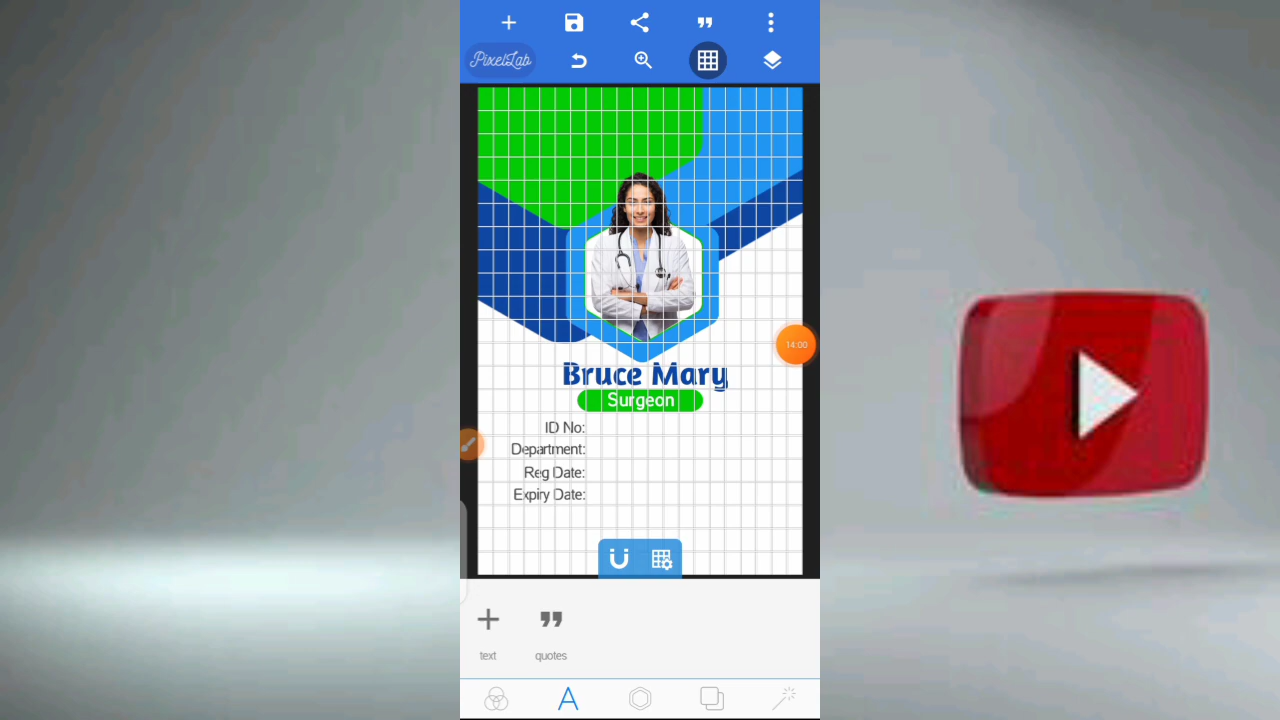 PixelLab
14:00
Bruce Mary
Surgeon
ID No:
Department:
Reg Date:
Expiry Date:
text
quotes